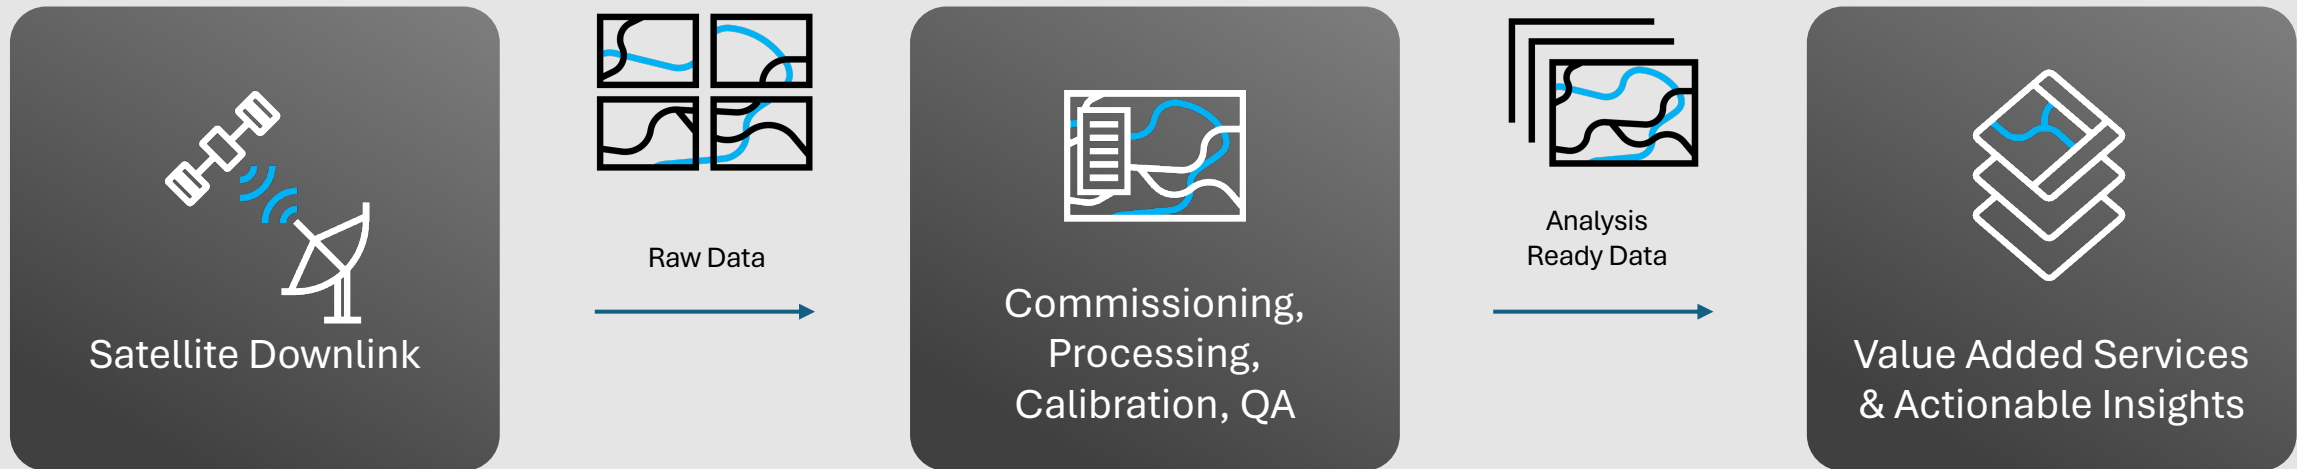 Satellite Downlink
Raw Data
Commissioning,
Processing,
Calibration, QA
Analysis
Ready Data
Value Added Services
& Actionable Insights